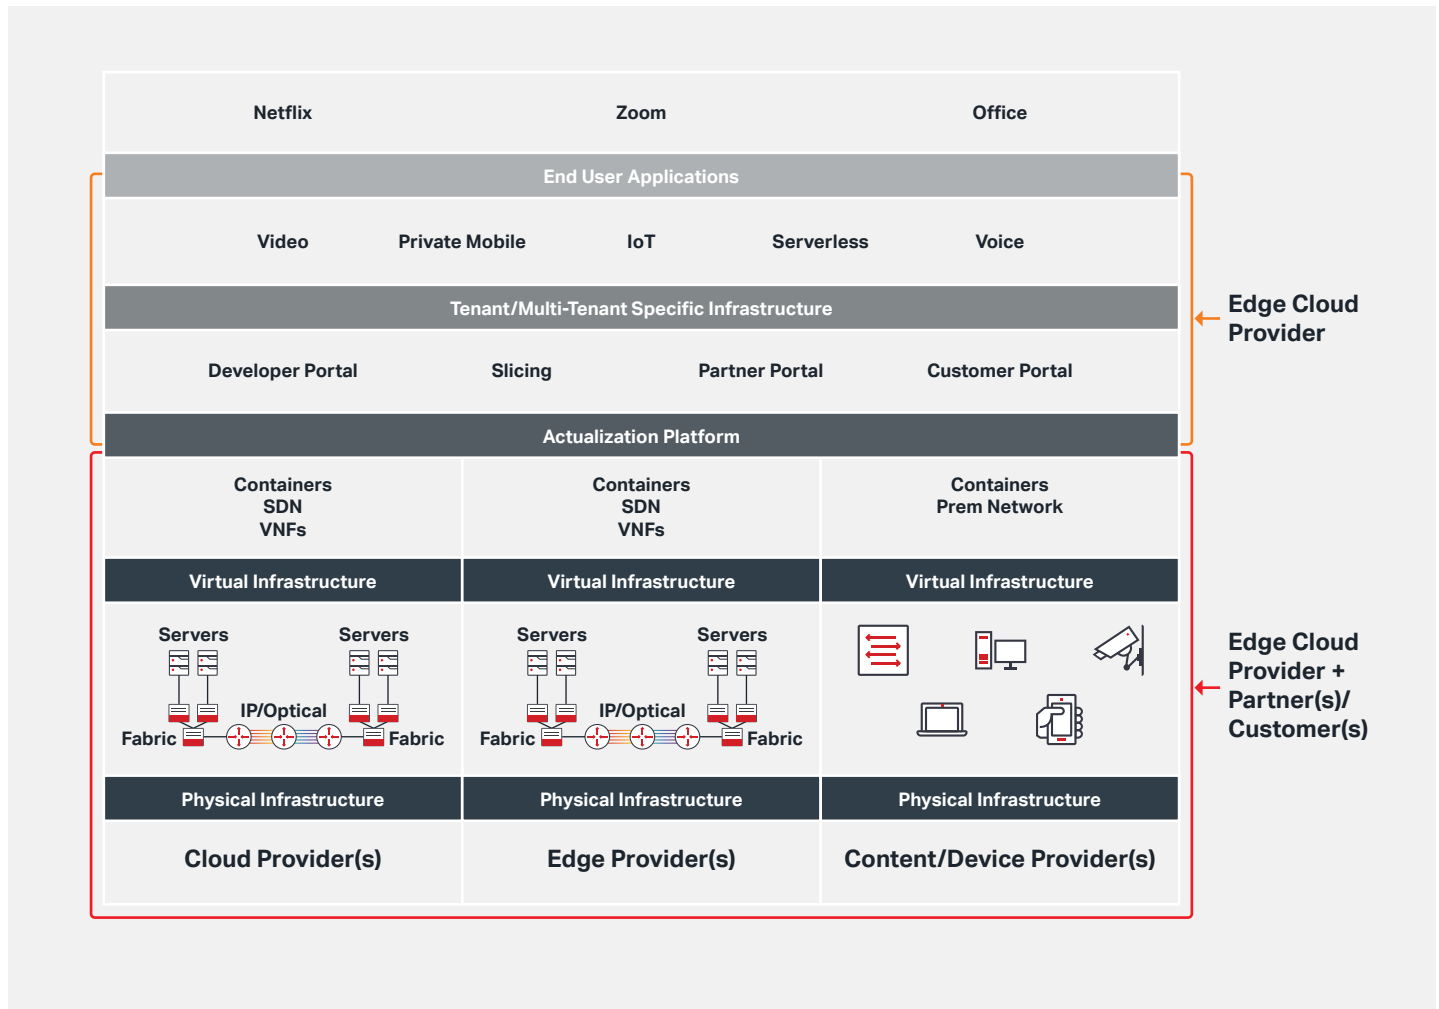 Netflix
Zoom
Office
End User Applications
Video
Private Mobile
IoT
Serverless
Voice
Tenant/Multi-Tenant Specific Infrastructure
Developer Portal
Slicing
Partner Portal
Customer Portal
Actualization Platform
Edge Cloud
Provider
Containers
SDN
VNFs
Containers
SDN
VNFs
Containers
Prem Network
Virtual Infrastructure
Virtual Infrastructure
Virtual Infrastructure
Servers
Servers
IP/Optical
Fabric
Fabric
Servers
Servers
IP/Optical
Fabric
Fabric
Edge Cloud
Provider +
Partner(s)/
Customer(s)
Physical Infrastructure
Physical Infrastructure
Physical Infrastructure
Cloud Provider(s)
Edge Provider(s)
Content/Device Provider(s)